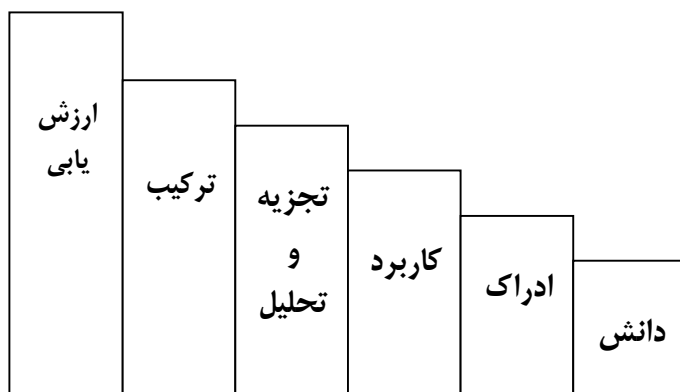 دانش
ادراک
کاربرد
تجزیه
و
تحلیل
ترکیب
ارزش
یابی